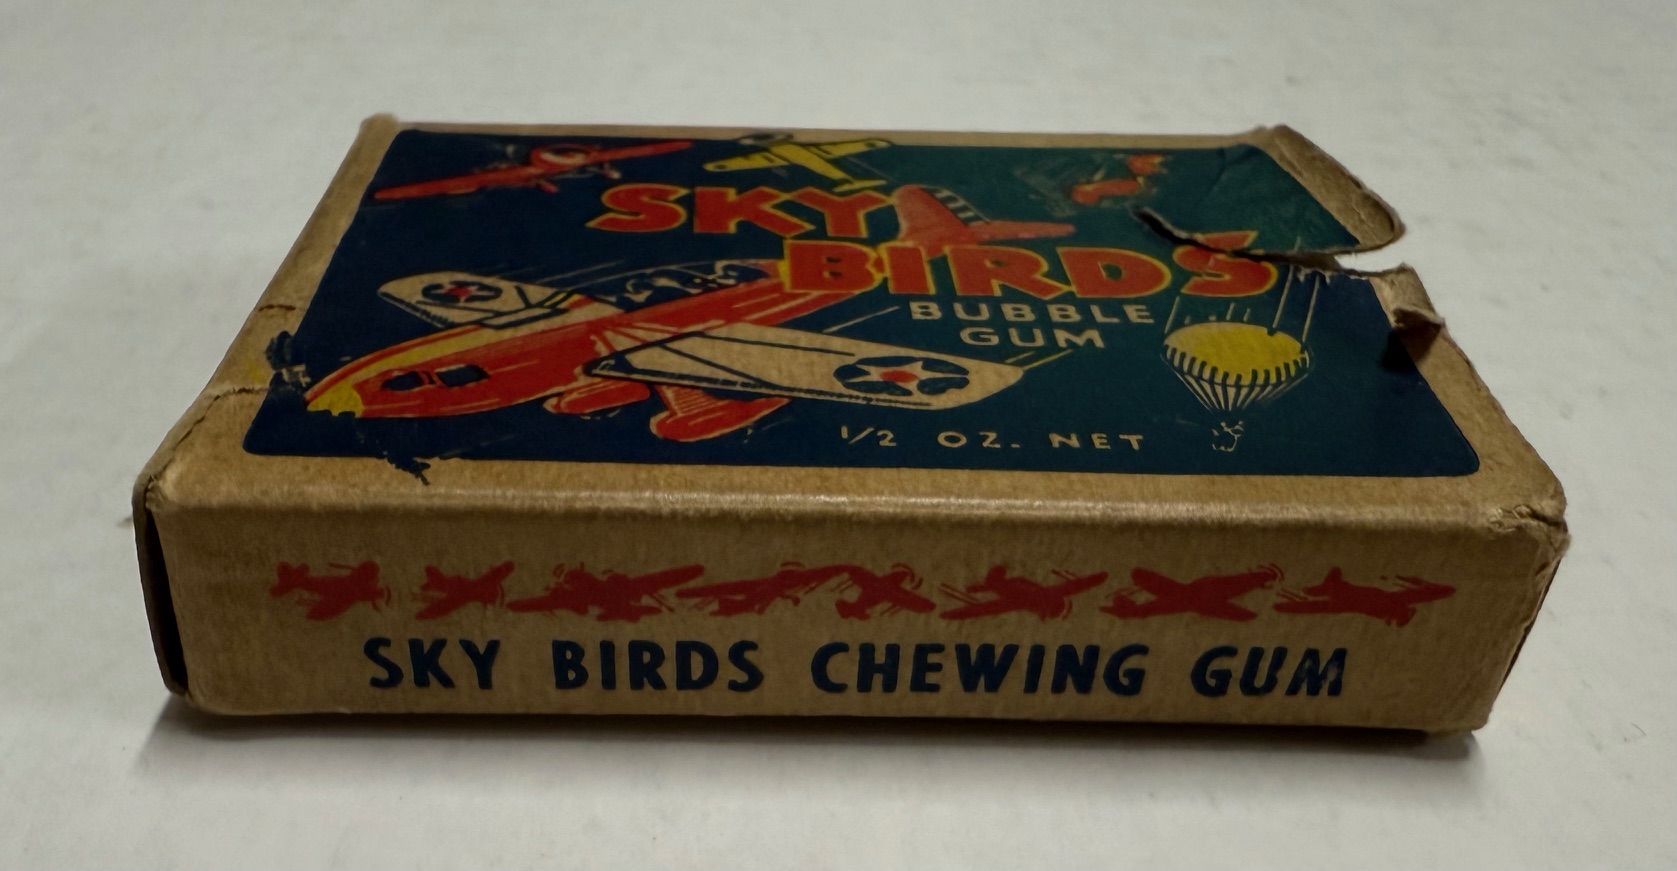 SKY
BIRDS
BUBBLE
GUM
1/2 OZ. NET
SKY BIRDS CHEWING GUM